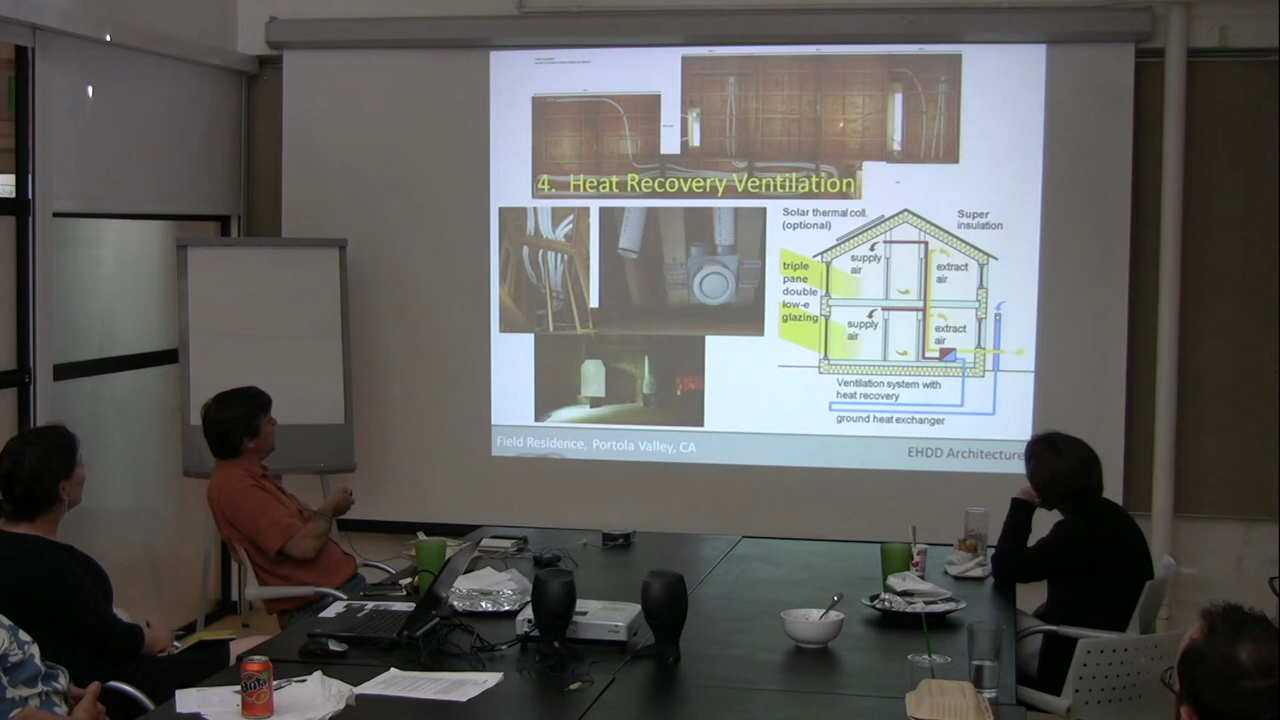 4. Heat Recovery Ventilation
Solar thermal coll.
(optional)
Super
insulation
supply
air
extract
air
triple
pane
double
low-e
glazing
supply
air
extract
air
Ventilation system with
heat recovery
ground heat exchanger
Field Residence, Portola Valley, CA
EHDD Architecture
Fanta